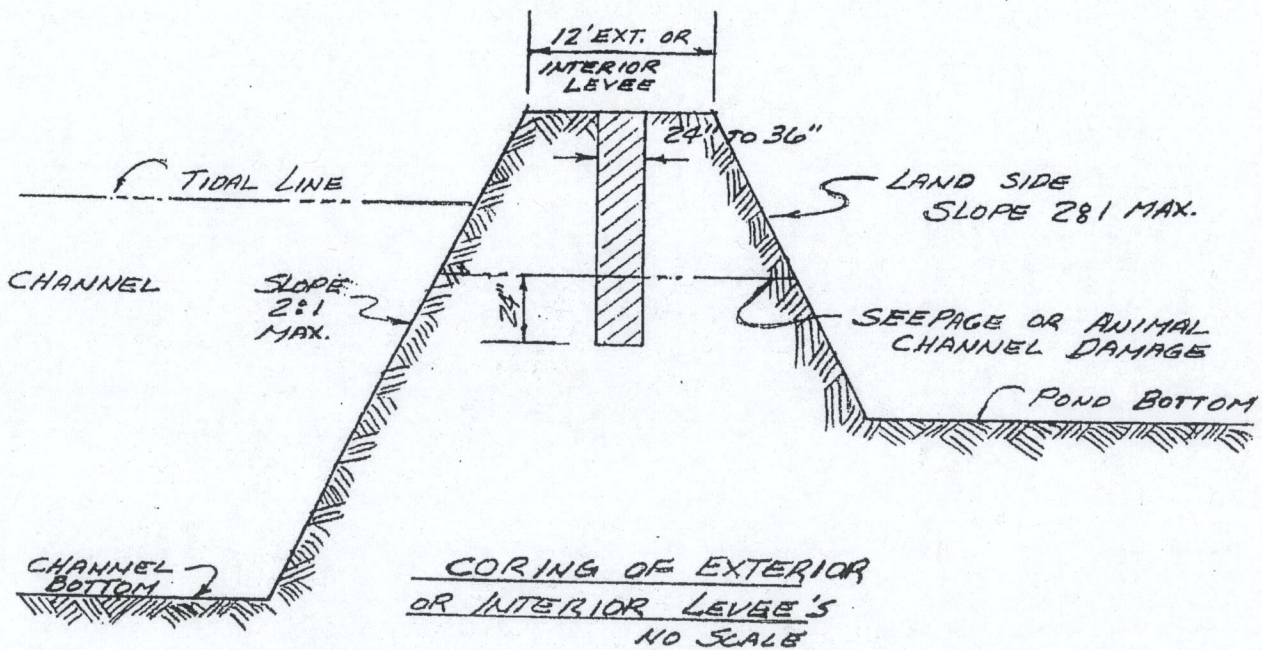 12' EXT. OR
INTERIOR
LEVEE
24" TO 36"
TIDAL LINE
LAND SIDE
SLOPE 2:1 MAX.
CHANNEL
SLOPE
2:1
MAX.
24"
SEEPAGE OR ANIMAL
CHANNEL DAMAGE
POND BOTTOM
CHANNEL
BOTTOM
CORING OF EXTERIOR
OR INTERIOR LEVEE'S
NO SCALE